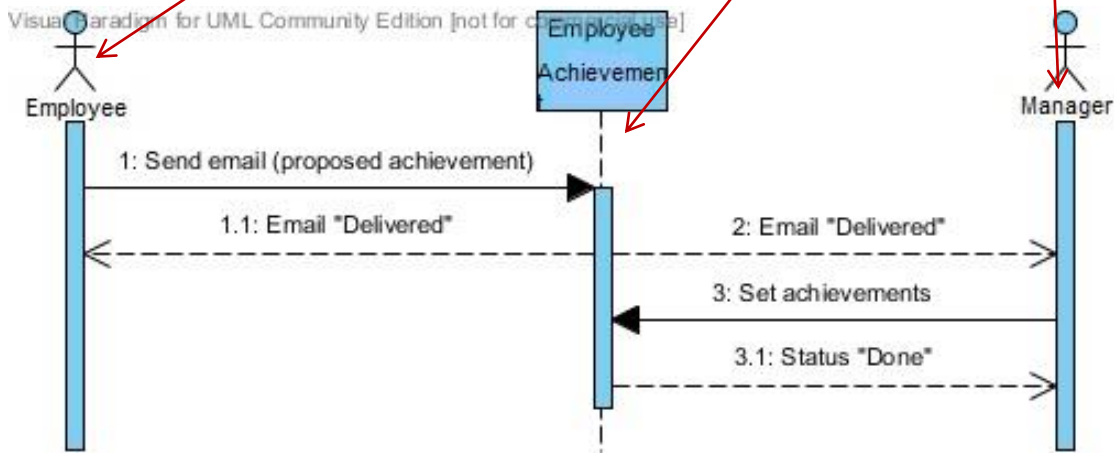 Visual Paradigm for UML Community Edition [not for commercial use]
Employee
Achievemen
t
Employee
Manager
1: Send email (proposed achievement)
1.1: Email "Delivered"
2: Email "Delivered"
3: Set achievements
3.1: Status "Done"